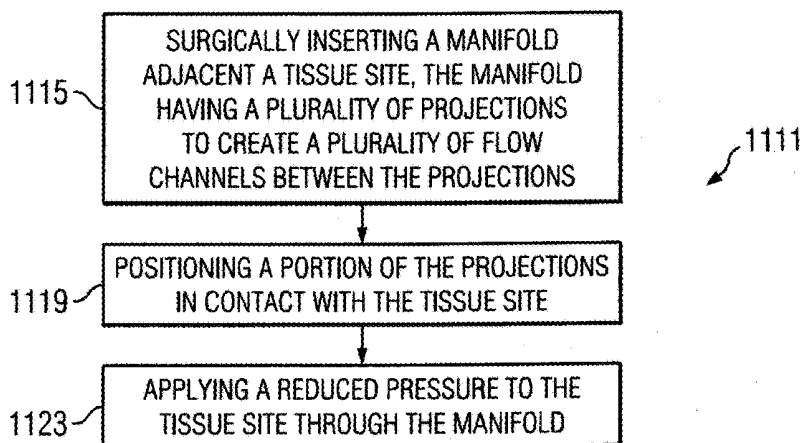 SURGICALLY INSERTING A MANIFOLD
ADJACENT A TISSUE SITE, THE MANIFOLD
HAVING A PLURALITY OF PROJECTIONS
TO CREATE A PLURALITY OF FLOW
CHANNELS BETWEEN THE PROJECTIONS
1115
1111
POSITIONING A PORTION OF THE PROJECTIONS
IN CONTACT WITH THE TISSUE SITE
1119
APPLYING A REDUCED PRESSURE TO THE
TISSUE SITE THROUGH THE MANIFOLD
1123